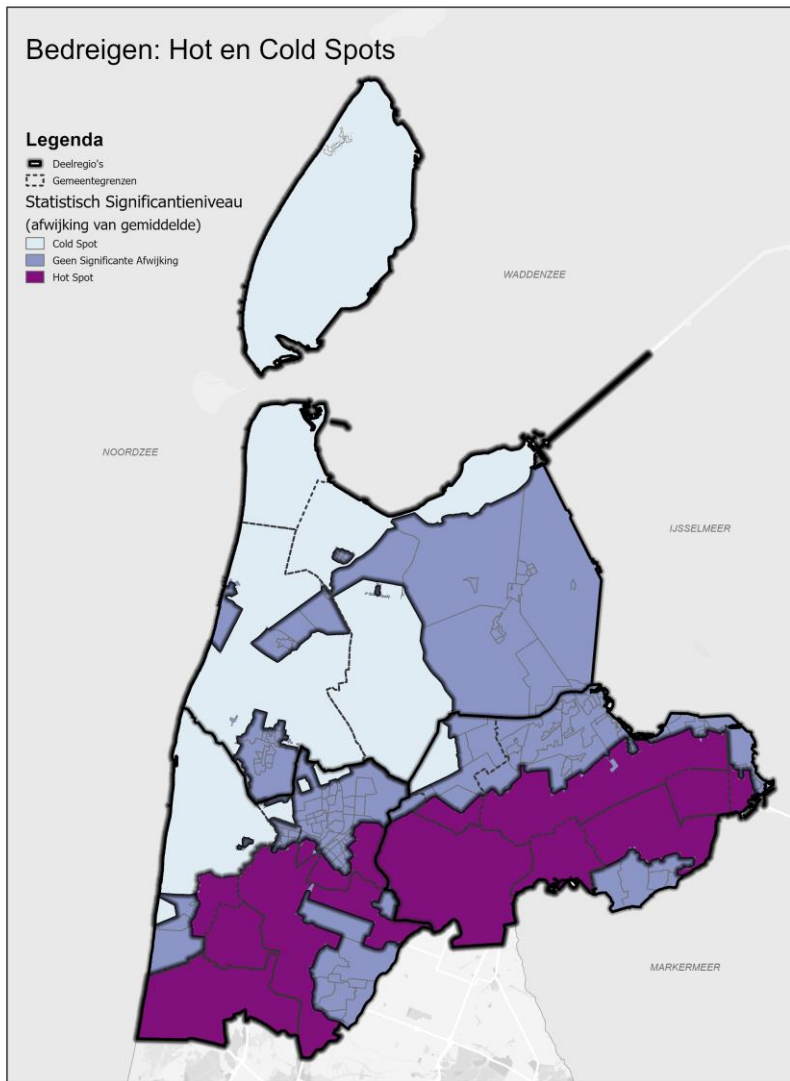 Bedreigen: Hot en Cold Spots
Legenda
Deelregio's
Gemeentegrenzen
Statistisch Significantieniveau
(afwijking van gemiddelde)
Cold Spot
Geen Significante Afwijking
Hot Spot
WADDENZEE
NOORDZEE
IJSSELMEER
MARKERMEER